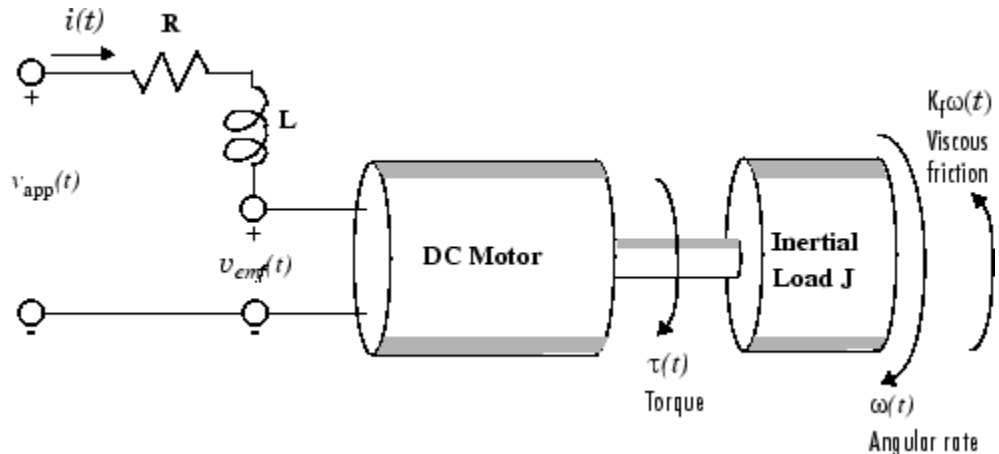 i(t)
R
L
+
v_app(t)
+
v_emf(t)
-
-
DC Motor
τ(t)
Torque
Inertial
Load J
K_fω(t)
Viscous
friction
ω(t)
Angular rate